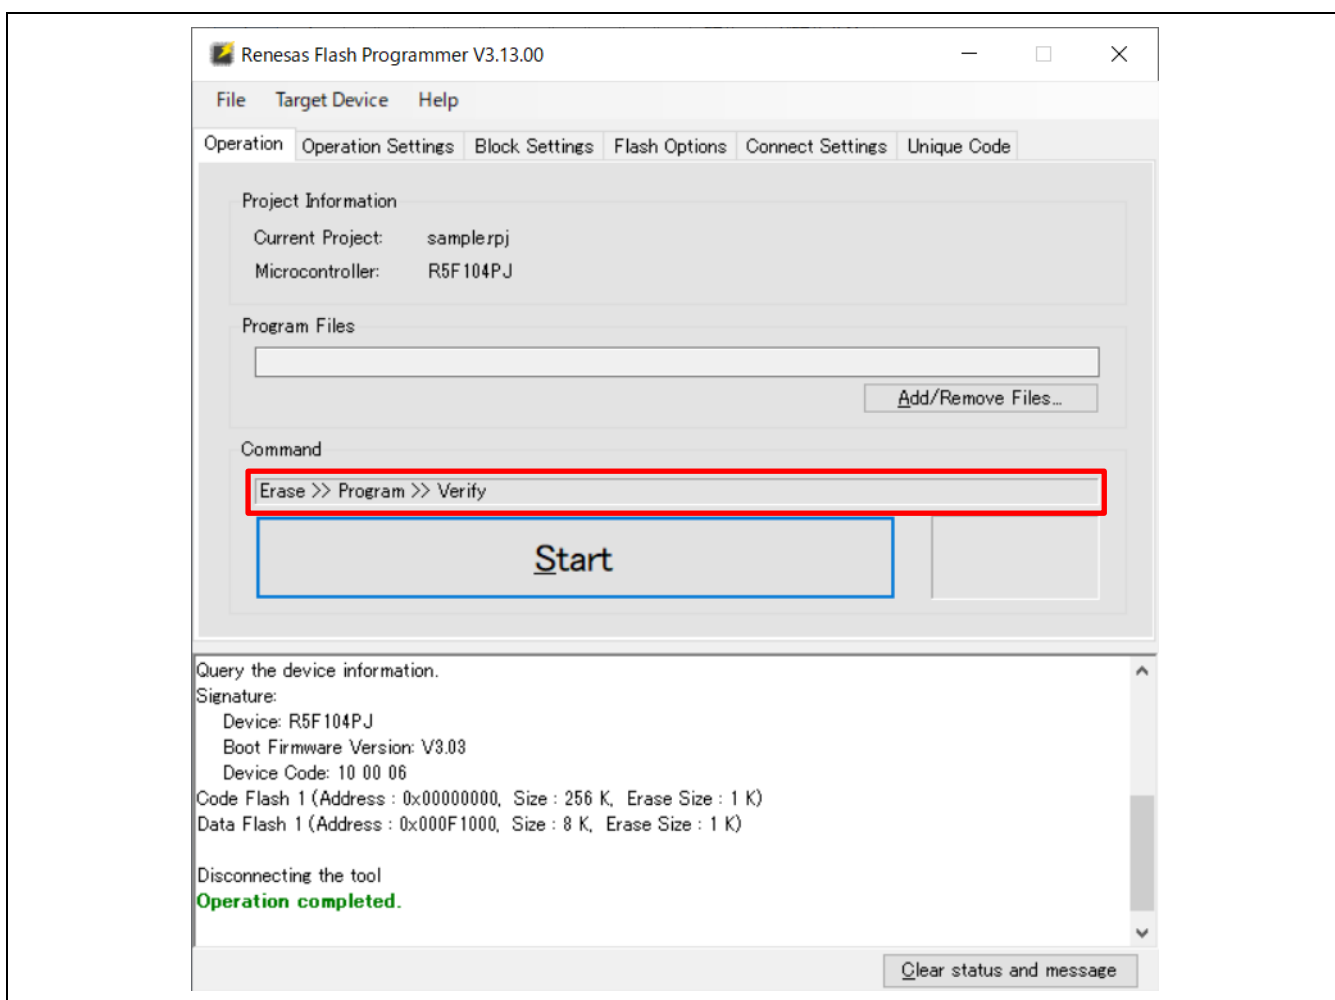 Renesas Flash Programmer V3.13.00
File Target Device Help
Operation Operation Settings Block Settings Flash Options Connect Settings Unique Code
Project Information
Current Project: sample.rpj
Microcontroller: R5F104PJ
Program Files
Add/Remove Files...
Command
Erase >> Program >> Verify
Start
Query the device information.
Signature:
Device: R5F104PJ
Boot Firmware Version: V3.03
Device Code: 10 00 06
Code Flash 1 (Address : 0x00000000, Size : 256 K, Erase Size : 1 K)
Data Flash 1 (Address : 0x000F1000, Size : 8 K, Erase Size : 1 K)
Disconnecting the tool
Operation completed.
Clear status and message